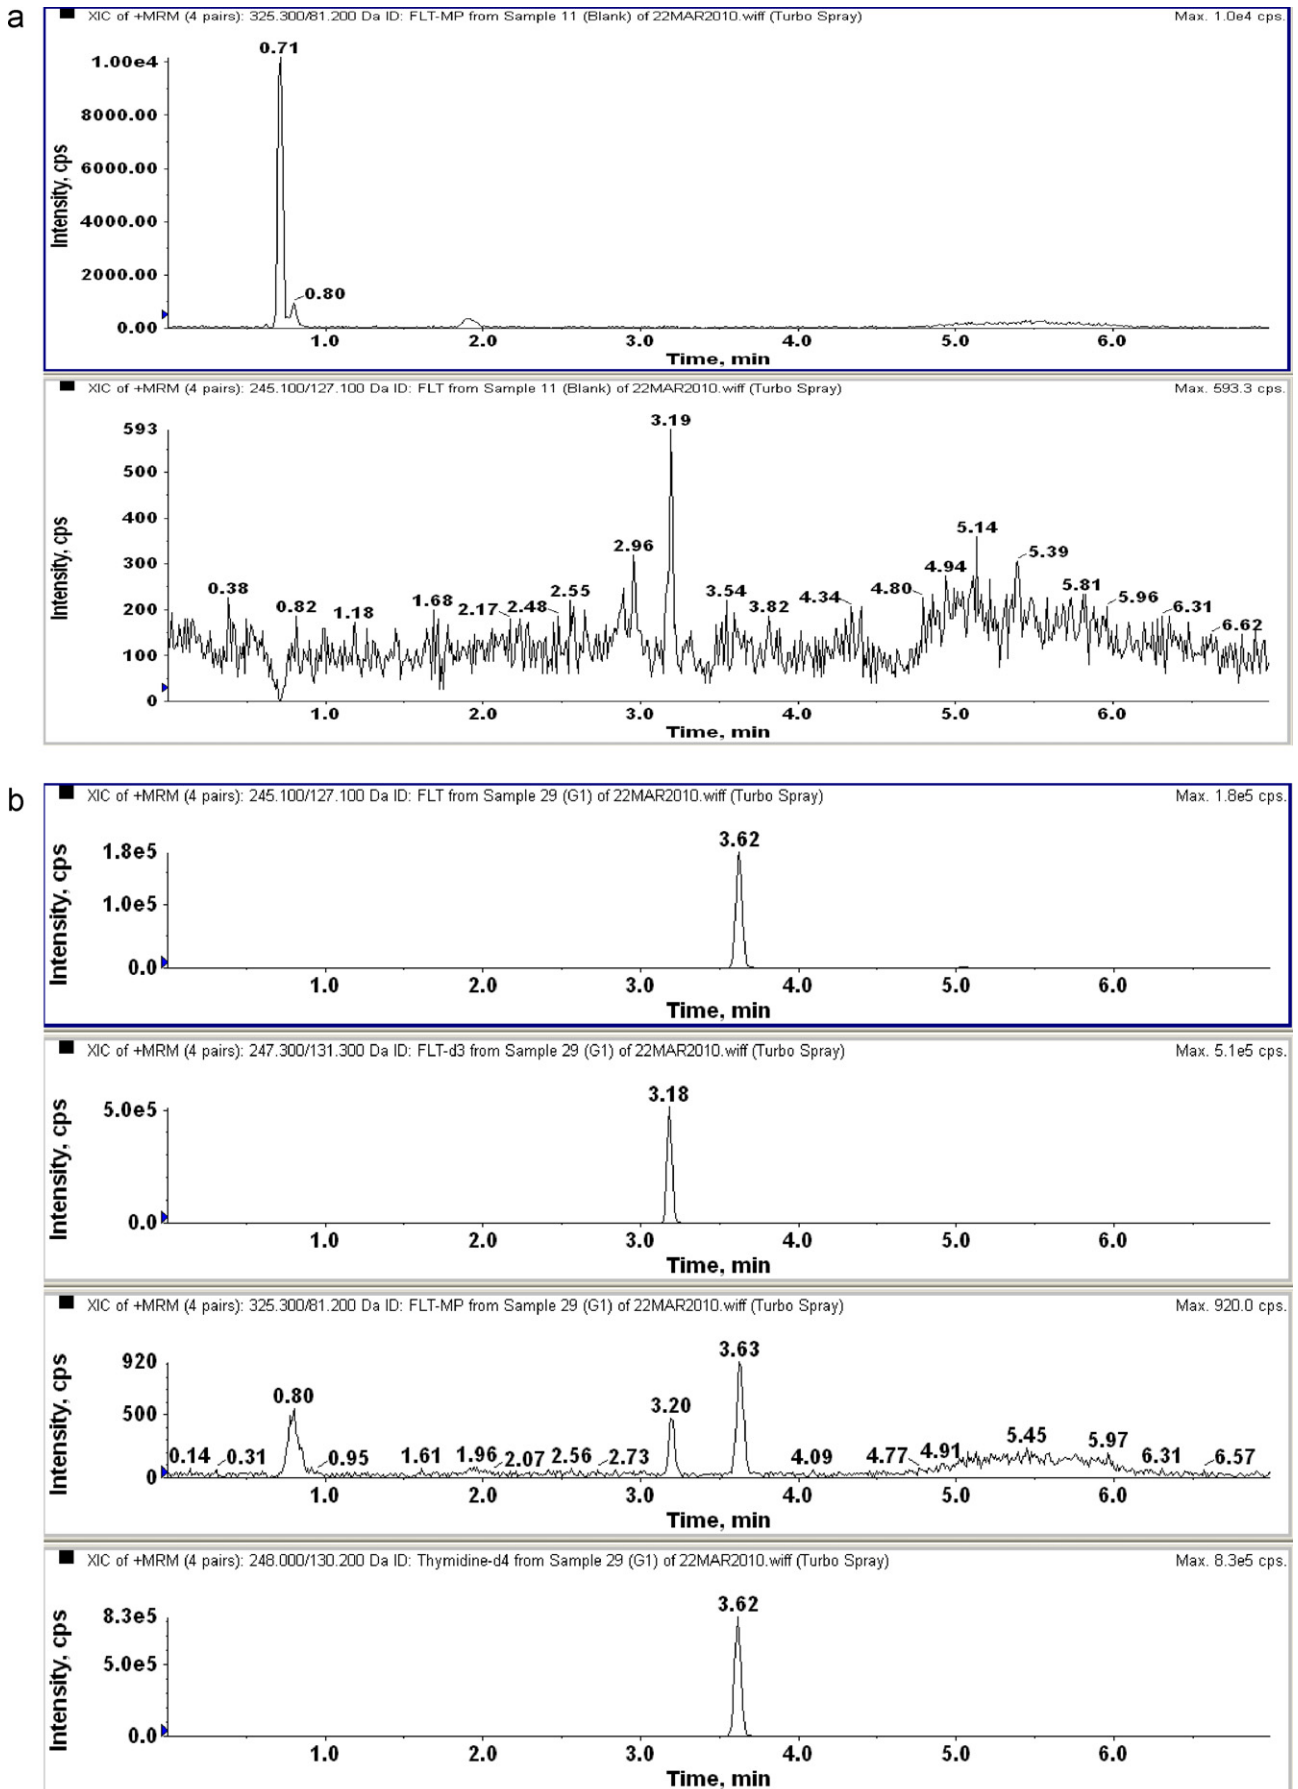 a
XIC of +MRM (4 pairs): 325.300/81.200 Da ID: FLT-MP from Sample 11 (Blank) of 22MAR2010.wiff (Turbo Spray) Max. 1.0e4 cps.
0.71
1.00e4
8000.00
6000.00
4000.00
2000.00
0.00
Intensity, cps
0.80
1.0 2.0 3.0 4.0 5.0 6.0
Time, min
XIC of +MRM (4 pairs): 245.100/127.100 Da ID: FLT from Sample 11 (Blank) of 22MAR2010.wiff (Turbo Spray) Max. 593.3 cps.
593
500
400
300
200
100
0
Intensity, cps
0.38 0.82 1.18 1.68 2.17 2.48 2.55 2.96 3.19 3.54 3.82 4.34 4.80 4.94 5.14 5.39 5.81 5.96 6.31 6.62
1.0 2.0 3.0 4.0 5.0 6.0
Time, min
b
XIC of +MRM (4 pairs): 245.100/127.100 Da ID: FLT from Sample 29 (G1) of 22MAR2010.wiff (Turbo Spray) Max. 1.8e5 cps.
3.62
1.8e5
1.0e5
0.0
Intensity, cps
1.0 2.0 3.0 4.0 5.0 6.0
Time, min
XIC of +MRM (4 pairs): 247.300/131.300 Da ID: FLT-d3 from Sample 29 (G1) of 22MAR2010.wiff (Turbo Spray) Max. 5.1e5 cps.
3.18
5.0e5
0.0
Intensity, cps
1.0 2.0 3.0 4.0 5.0 6.0
Time, min
XIC of +MRM (4 pairs): 325.300/81.200 Da ID: FLT-MP from Sample 29 (G1) of 22MAR2010.wiff (Turbo Spray) Max. 920.0 cps.
920
500
0
Intensity, cps
0.14 0.31 0.80 0.95 1.61 1.96 2.07 2.56 2.73 3.20 3.63 4.09 4.77 4.91 5.45 5.97 6.31 6.57
1.0 2.0 3.0 4.0 5.0 6.0
Time, min
XIC of +MRM (4 pairs): 248.000/130.200 Da ID: Thymidine-d4 from Sample 29 (G1) of 22MAR2010.wiff (Turbo Spray) Max. 8.3e5 cps.
3.62
8.3e5
5.0e5
0.0
Intensity, cps
1.0 2.0 3.0 4.0 5.0 6.0
Time, min